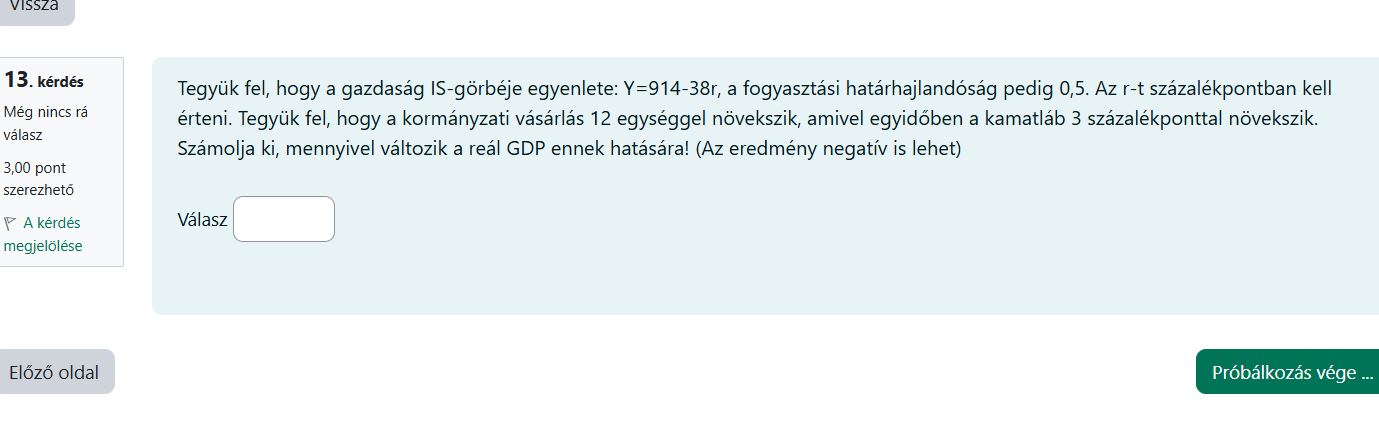 Vissza
13. kérdés
Még nincs rá
válasz
3,00 pont
szerezhető
A kérdés
megjelölése
Tegyük fel, hogy a gazdaság IS-görbéje egyenlete: Y=914-38r, a fogyasztási határhajlandóság pedig 0,5. Az r-t százalékpontban kell
érteni. Tegyük fel, hogy a kormányzati vásárlás 12 egységgel növekszik, amivel egyidőben a kamatláb 3 százalékponttal növekszik.
Számolja ki, mennyivel változik a reál GDP ennek hatására! (Az eredmény negatív is lehet)
Válasz
Előző oldal
Próbálkozás vége ...